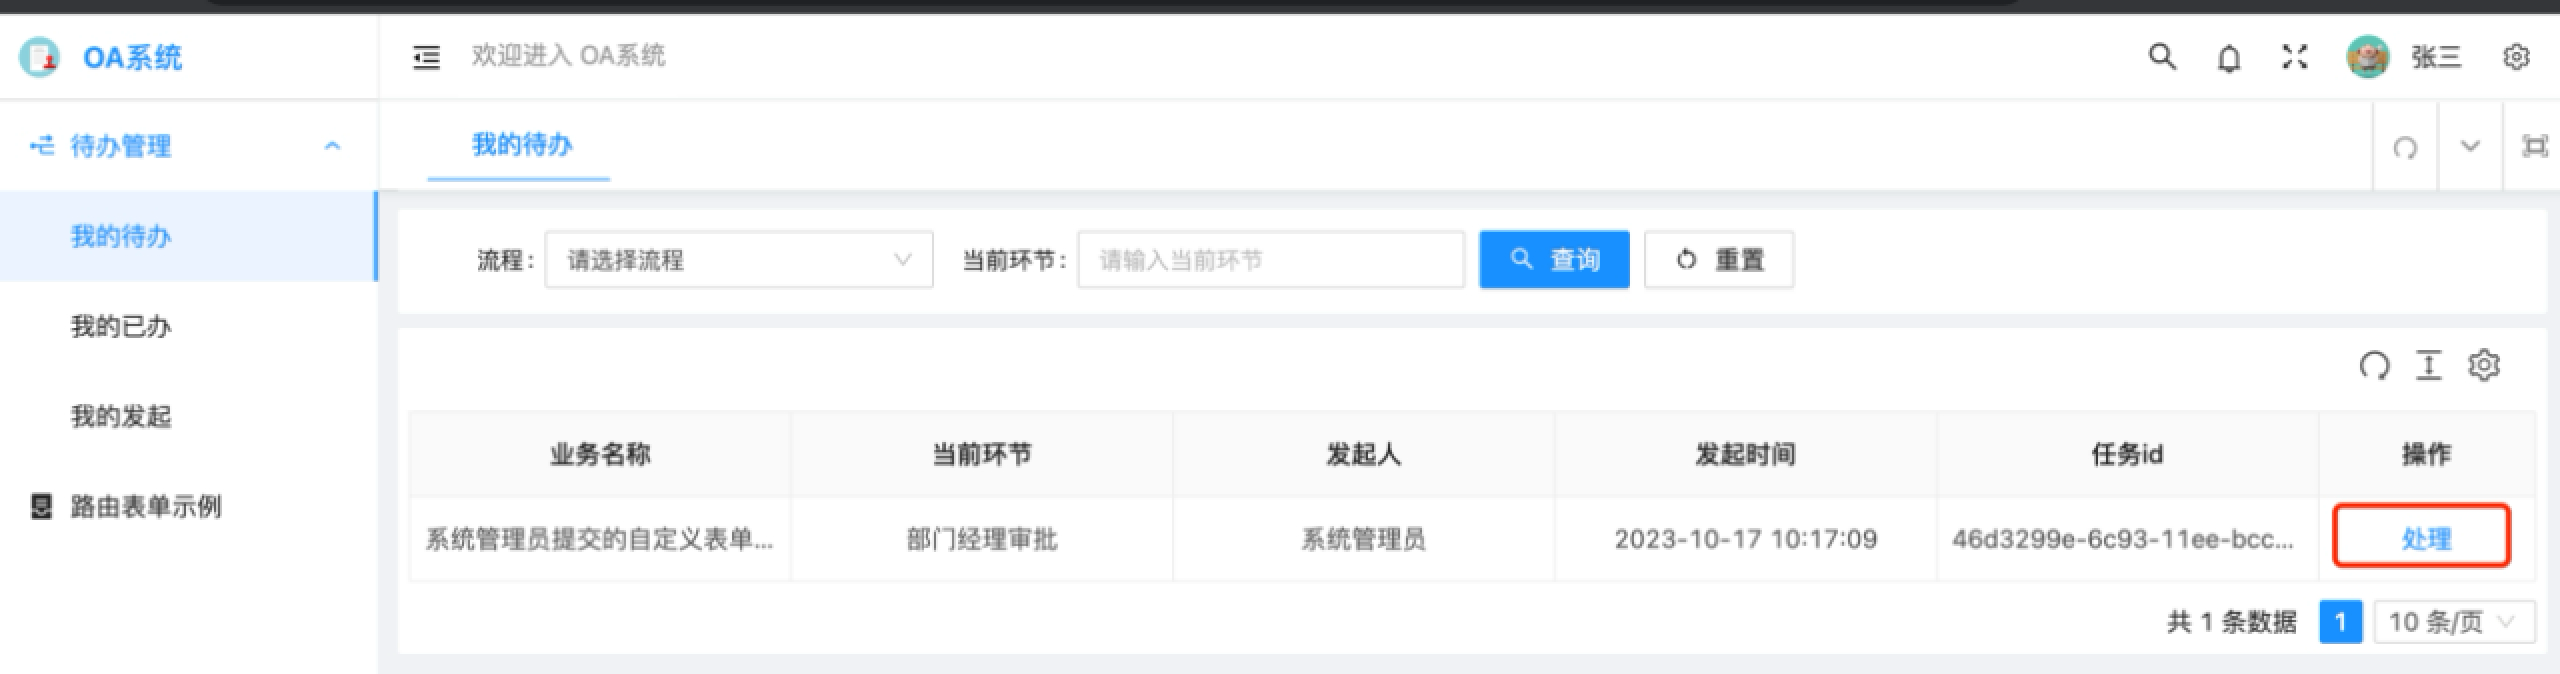 OA系统
欢迎进入 OA系统
张三
待办管理
我的待办
我的待办
我的已办
我的发起
路由表单示例
流程: 请选择流程 当前环节: 请输入当前环节 查询 重置
业务名称 当前环节 发起人 发起时间 任务id 操作
系统管理员提交的自定义表单... 部门经理审批 系统管理员 2023-10-17 10:17:09 46d3299e-6c93-11ee-bcc... 处理
共 1 条数据 1 10 条/页